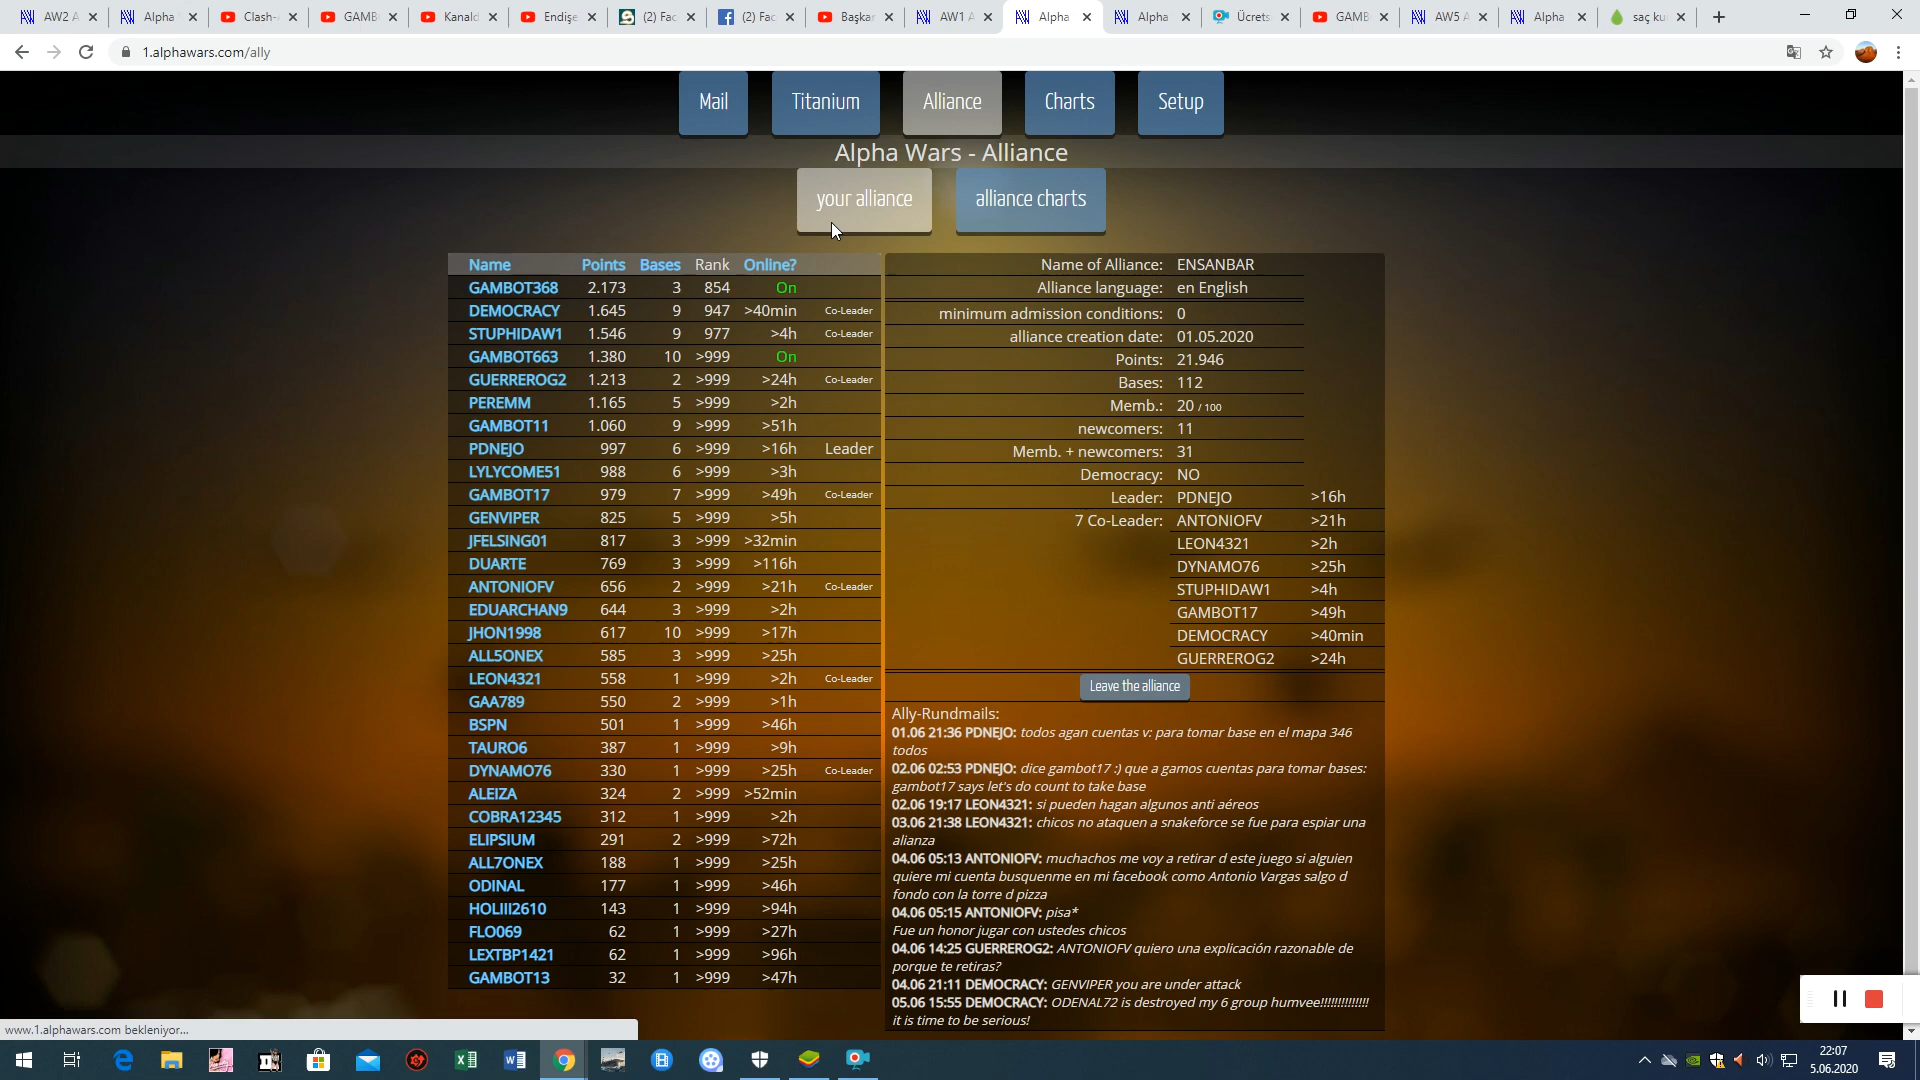 AW2 A
Alpha
Clash-
GAMB
Kanald
Endişe
(2) Fac
(2) Fac
Başkar
AW1 A
Alpha
Alpha
Ücrets
GAMB
AW5 A
Alpha
saç ku
1.alphawars.com/ally
Mail
Titanium
Alliance
Charts
Setup
Alpha Wars - Alliance
your alliance
alliance charts
Name Points Bases Rank Online?
GAMBOT368 2.173 3 854 On
DEMOCRACY 1.645 9 947 >40min Co-Leader
STUPHIDAW1 1.546 9 977 >4h Co-Leader
GAMBOT663 1.380 10 >999 On
GUERREROG2 1.213 2 >999 >24h Co-Leader
PEREMM 1.165 5 >999 >2h
GAMBOT11 1.060 9 >999 >51h
PDNEJO 997 6 >999 >16h Leader
LYLYCOME51 988 6 >999 >3h
GAMBOT17 979 7 >999 >49h Co-Leader
GENVIPER 825 5 >999 >5h
JFELSING01 817 3 >999 >32min
DUARTE 769 3 >999 >116h
ANTONIOFV 656 2 >999 >21h Co-Leader
EDUARCHAN9 644 3 >999 >2h
JHON1998 617 10 >999 >17h
ALL5ONEX 585 3 >999 >25h
LEON4321 558 1 >999 >2h Co-Leader
GAA789 550 2 >999 >1h
BSPN 501 1 >999 >46h
TAURO6 387 1 >999 >9h
DYNAMO76 330 1 >999 >25h Co-Leader
ALEIZA 324 2 >999 >52min
COBRA12345 312 1 >999 >2h
ELIPSIUM 291 2 >999 >72h
ALL7ONEX 188 1 >999 >25h
ODINAL 177 1 >999 >46h
HOLIII2610 143 1 >999 >94h
FLO069 62 1 >999 >27h
LEXTBP1421 62 1 >999 >96h
GAMBOT13 32 1 >999 >47h
Name of Alliance: ENSANBAR
Alliance language: en English
minimum admission conditions: 0
alliance creation date: 01.05.2020
Points: 21.946
Bases: 112
Memb.: 20 / 100
newcomers: 11
Memb. + newcomers: 31
Democracy: NO
Leader: PDNEJO >16h
7 Co-Leader: ANTONIOFV >21h
LEON4321 >2h
DYNAMO76 >25h
STUPHIDAW1 >4h
GAMBOT17 >49h
DEMOCRACY >40min
GUERREROG2 >24h
Leave the alliance
Ally-Rundmails:
01.06 21:36 PDNEJO: todos agan cuentas v: para tomar base en el mapa 346
todos
02.06 02:53 PDNEJO: dice gambot17 :) que a gamos cuentas para tomar bases:
gambot17 says let's do count to take base
02.06 19:17 LEON4321: si pueden hagan algunos anti aéreos
03.06 21:38 LEON4321: chicos no ataquen a snakeforce se fue para espiar una
alianza
04.06 05:13 ANTONIOFV: muchachos me voy a retirar d este juego si alguien
quiere mi cuenta busquenme en mi facebook como Antonio Vargas salgo d
fondo con la torre d pizza
04.06 05:15 ANTONIOFV: pisa*
Fue un honor jugar con ustedes chicos
04.06 14:25 GUERREROG2: ANTONIOFV quiero una explicación razonable de
porque te retiras?
04.06 21:11 DEMOCRACY: GENVIPER you are under attack
05.06 15:55 DEMOCRACY: ODENAL72 is destroyed my 6 group humvee!!!!!!!!!!!!!!
it is time to be serious!
www.1.alphawars.com bekleniyor...
22:07
5.06.2020